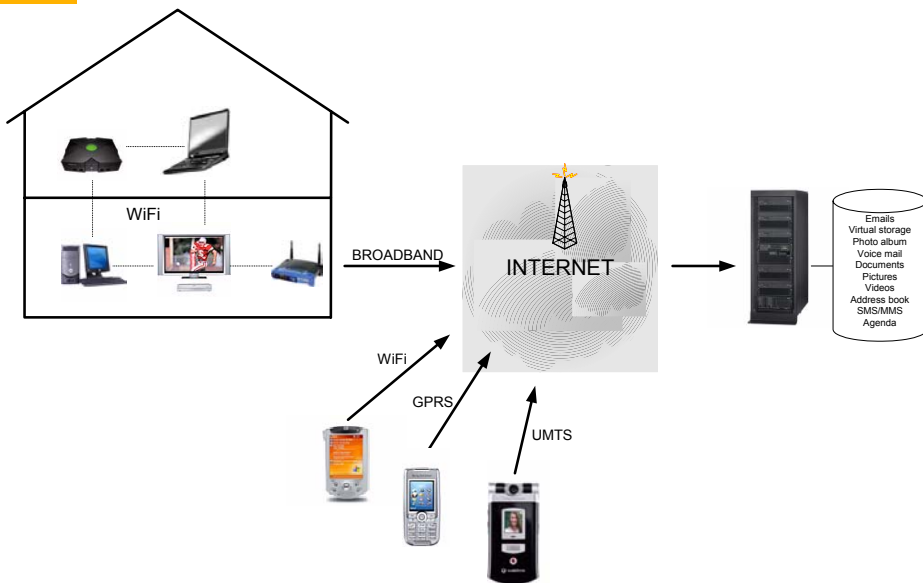 WiFi
BROADBAND
INTERNET
Emails
Virtual storage
Photo album
Voice mail
Documents
Pictures
Videos
Address book
SMS/MMS
Agenda
WiFi
GPRS
UMTS